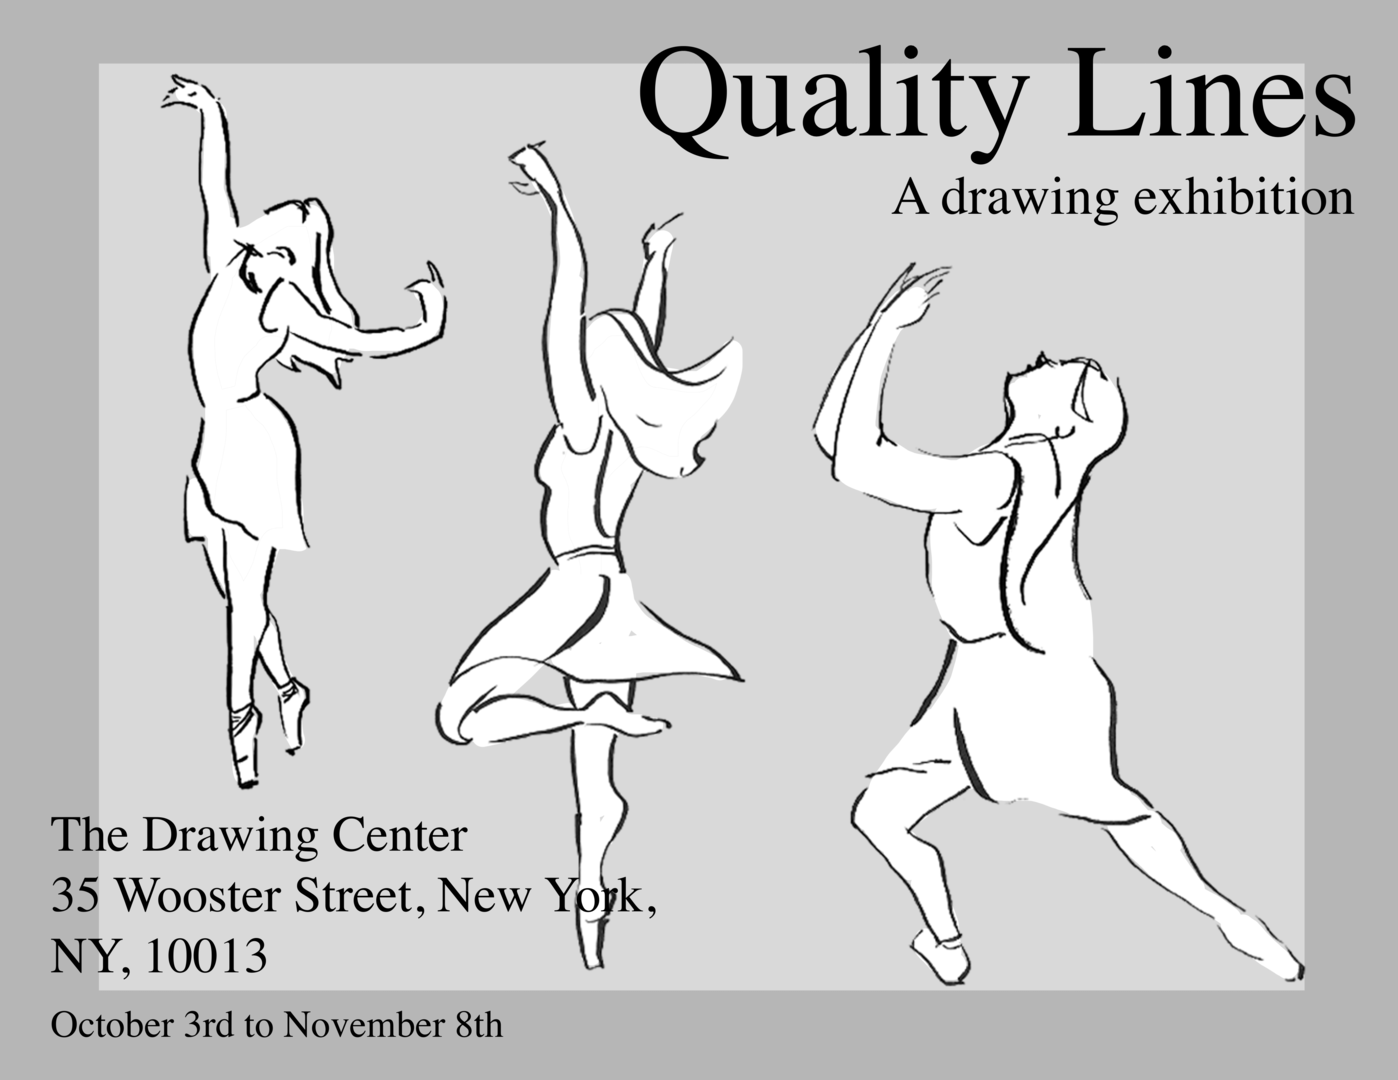 Quality Lines
A drawing exhibition
The Drawing Center
35 Wooster Street, New York,
NY, 10013
October 3rd to November 8th